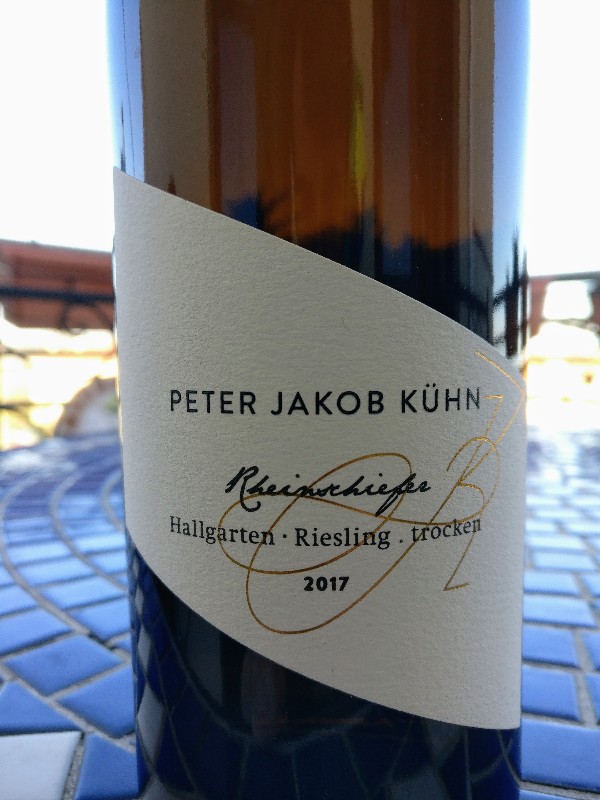 PETER JAKOB KÜHN
Rheinschiefer
Hallgarten · Riesling . trocken
2017